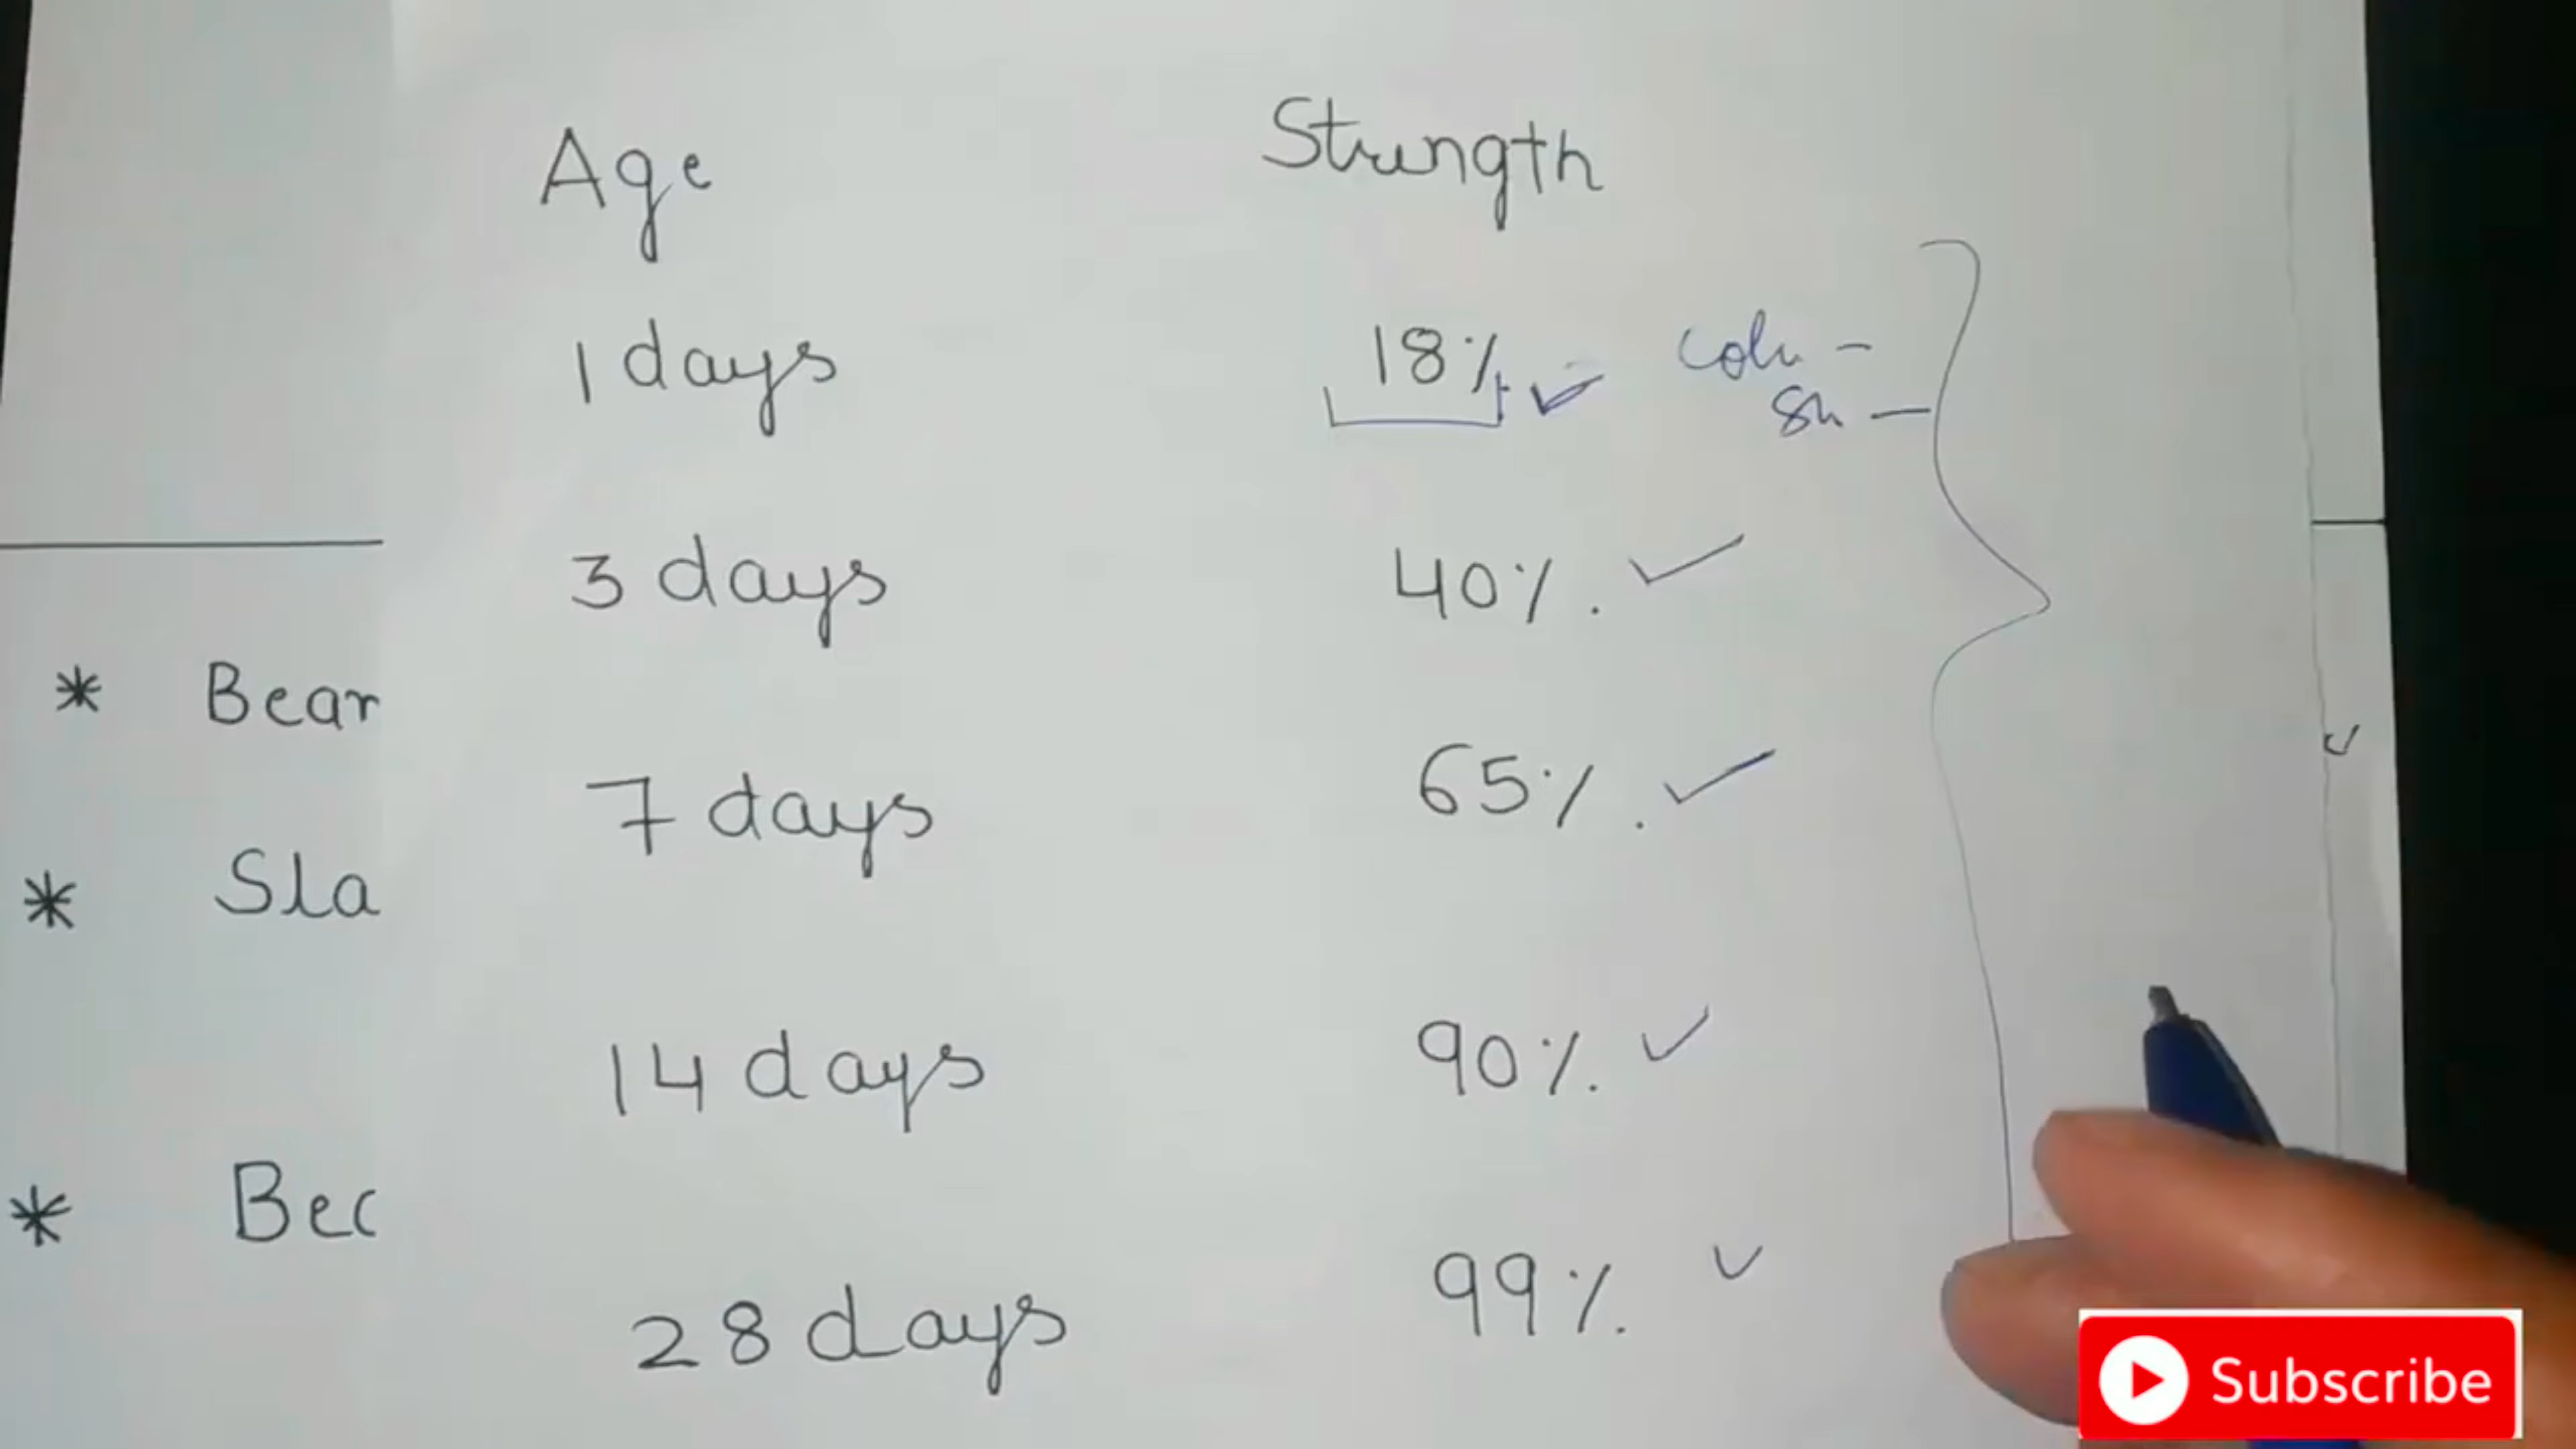 Age Strength
1 days 18%
3 days 40%.
* Bear
7 days 65%.
* Sla
14 days 90%.
* Bec
28 days 99%.
Subscribe